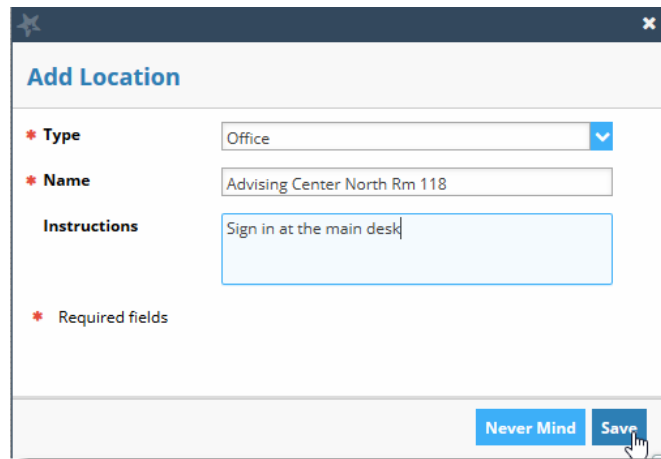 Add Location
* Type Office
* Name Advising Center North Rm 118
Instructions Sign in at the main desk
* Required fields
Never Mind Save